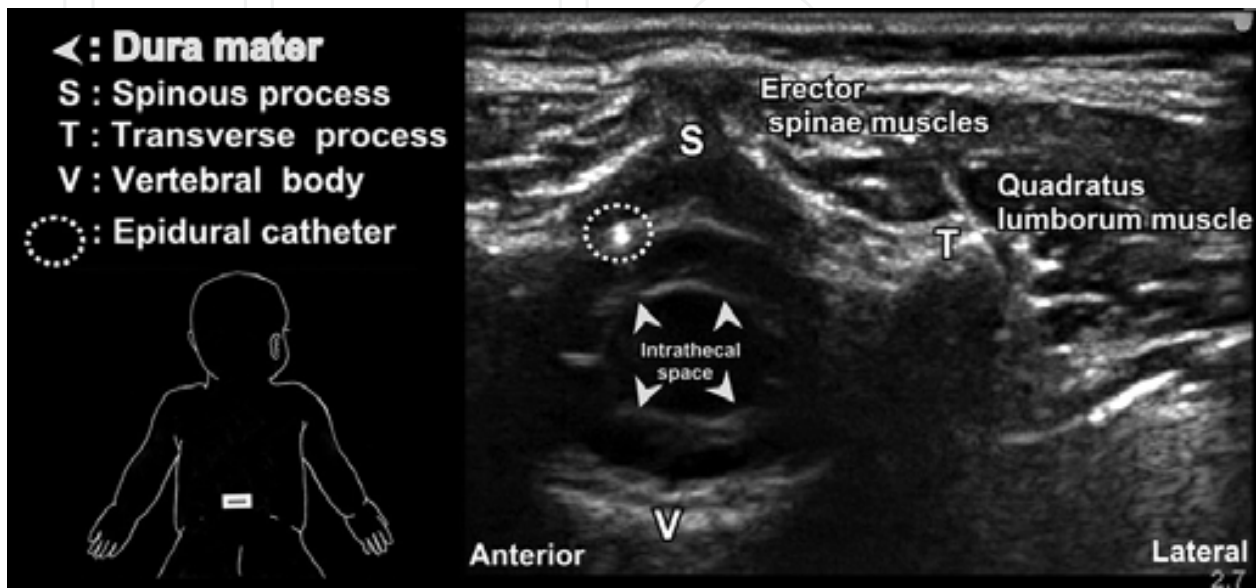 ⮜: Dura mater
S : Spinous process
T : Transverse process
V : Vertebral body
: Epidural catheter
Erector
spinae muscles
S
Quadratus
lumborum muscle
T
Intrathecal
space
V
Anterior
Lateral
2.7